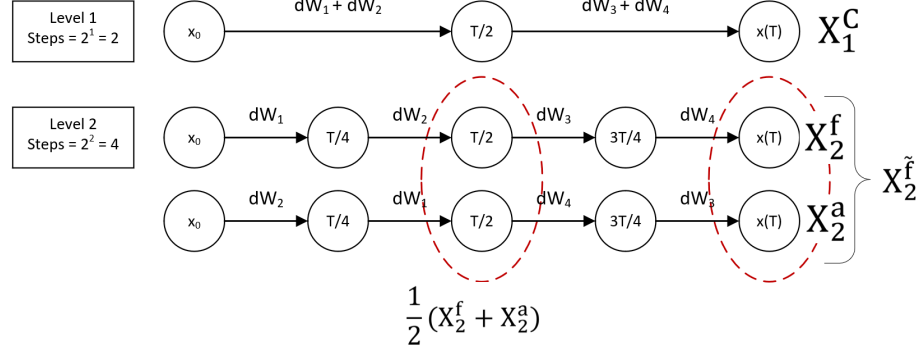 Level 1
Steps = 2¹ = 2
dW₁ + dW₂
dW₃ + dW₄
x₀
T/2
x(T)
X₁ᶜ
Level 2
Steps = 2² = 4
dW₁
dW₂
dW₃
dW₄
x₀
T/4
T/2
3T/4
x(T)
X₂ᶠ
X₂^f̃
dW₂
dW₁
dW₄
dW₃
x₀
T/4
T/2
3T/4
x(T)
X₂ᵃ
1/2 (X₂ᶠ + X₂ᵃ)